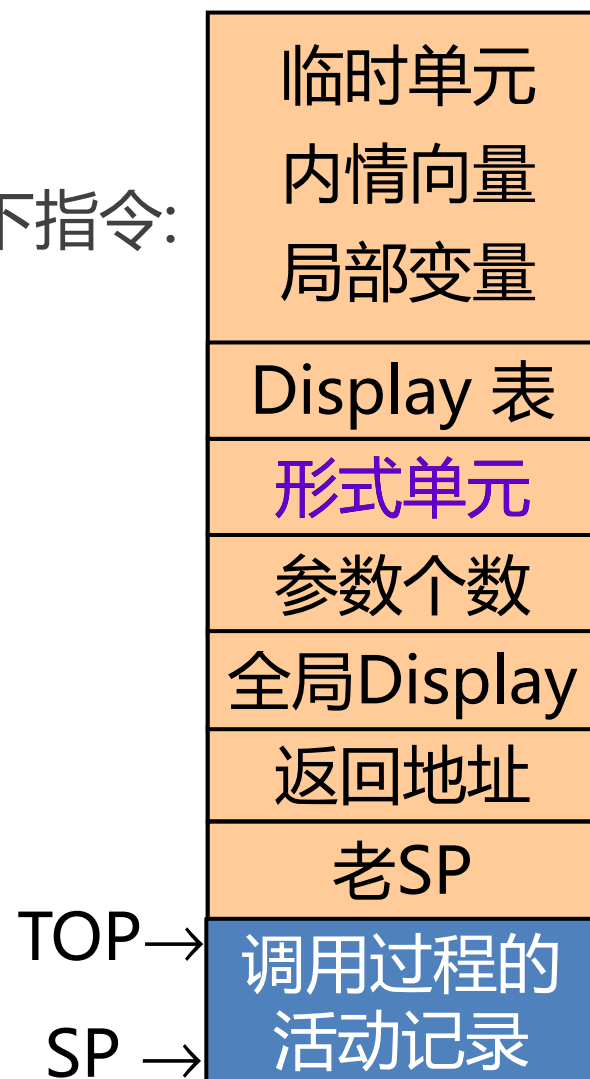 临时单元
内情向量
下指令:
局部变量
Display 表
形式单元
参数个数
全局Display
返回地址
老SP
TOP→
调用过程的
SP →
活动记录